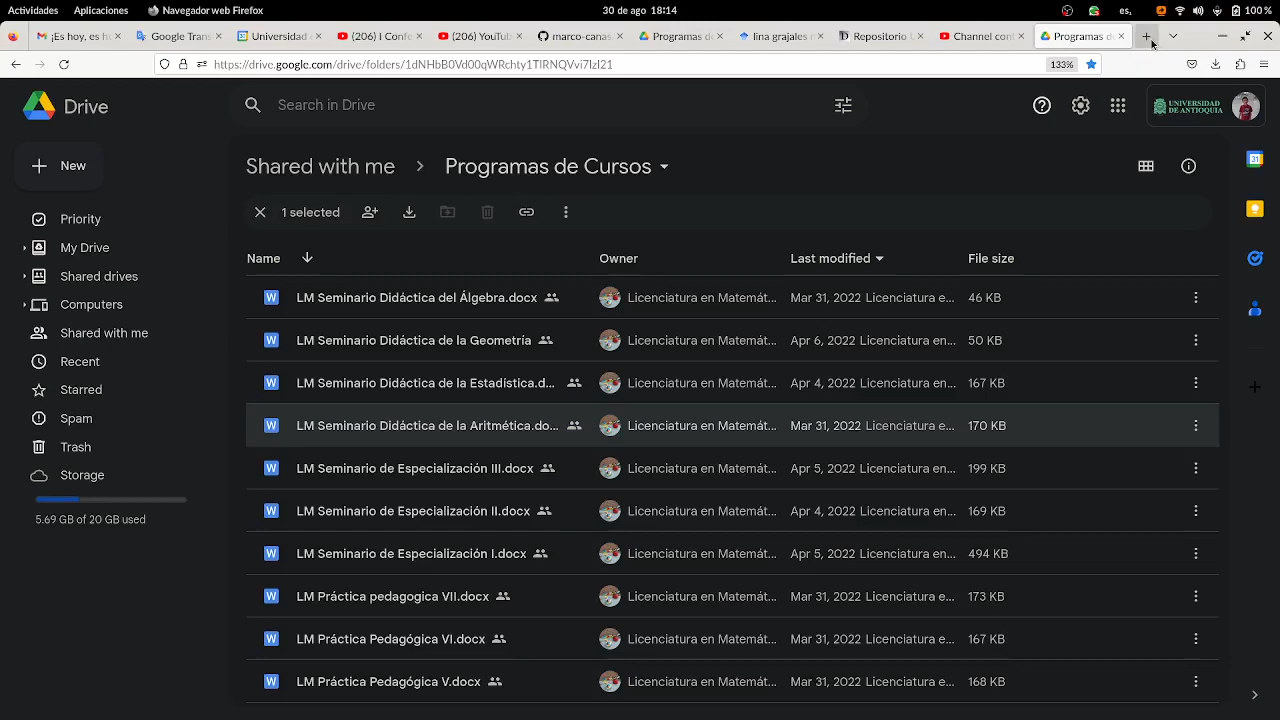 Actividades Aplicaciones Navegador web Firefox 30 de ago 18:14 es, 100 %
¡Es hoy, es h Google Trans Universidad (206) I Confe (206) YouTub marco-canas Programas de lina grajales m Repositorio U Channel cont Programas de
https://drive.google.com/drive/folders/1dNHbB0Vd00qWRchty1TlRNQVvi7lzl21 133%
Drive Search in Drive UNIVERSIDAD DE ANTIOQUIA
New
Shared with me > Programas de Cursos
1 selected
Priority
My Drive
Shared drives
Computers
Shared with me
Recent
Starred
Spam
Trash
Storage
5.69 GB of 20 GB used
Name Owner Last modified File size
LM Seminario Didáctica del Álgebra.docx Licenciatura en Matemát... Mar 31, 2022 Licenciatura e... 46 KB
LM Seminario Didáctica de la Geometría Licenciatura en Matemát... Apr 6, 2022 Licenciatura en... 50 KB
LM Seminario Didáctica de la Estadística.d... Licenciatura en Matemát... Apr 4, 2022 Licenciatura en... 167 KB
LM Seminario Didáctica de la Aritmética.do... Licenciatura en Matemát... Mar 31, 2022 Licenciatura e... 170 KB
LM Seminario de Especialización III.docx Licenciatura en Matemát... Apr 5, 2022 Licenciatura en... 199 KB
LM Seminario de Especialización II.docx Licenciatura en Matemát... Apr 4, 2022 Licenciatura en... 169 KB
LM Seminario de Especialización I.docx Licenciatura en Matemát... Apr 5, 2022 Licenciatura en... 494 KB
LM Práctica pedagogica VII.docx Licenciatura en Matemát... Mar 31, 2022 Licenciatura e... 173 KB
LM Práctica Pedagógica VI.docx Licenciatura en Matemát... Mar 31, 2022 Licenciatura e... 167 KB
LM Práctica Pedagógica V.docx Licenciatura en Matemát... Mar 31, 2022 Licenciatura e... 168 KB